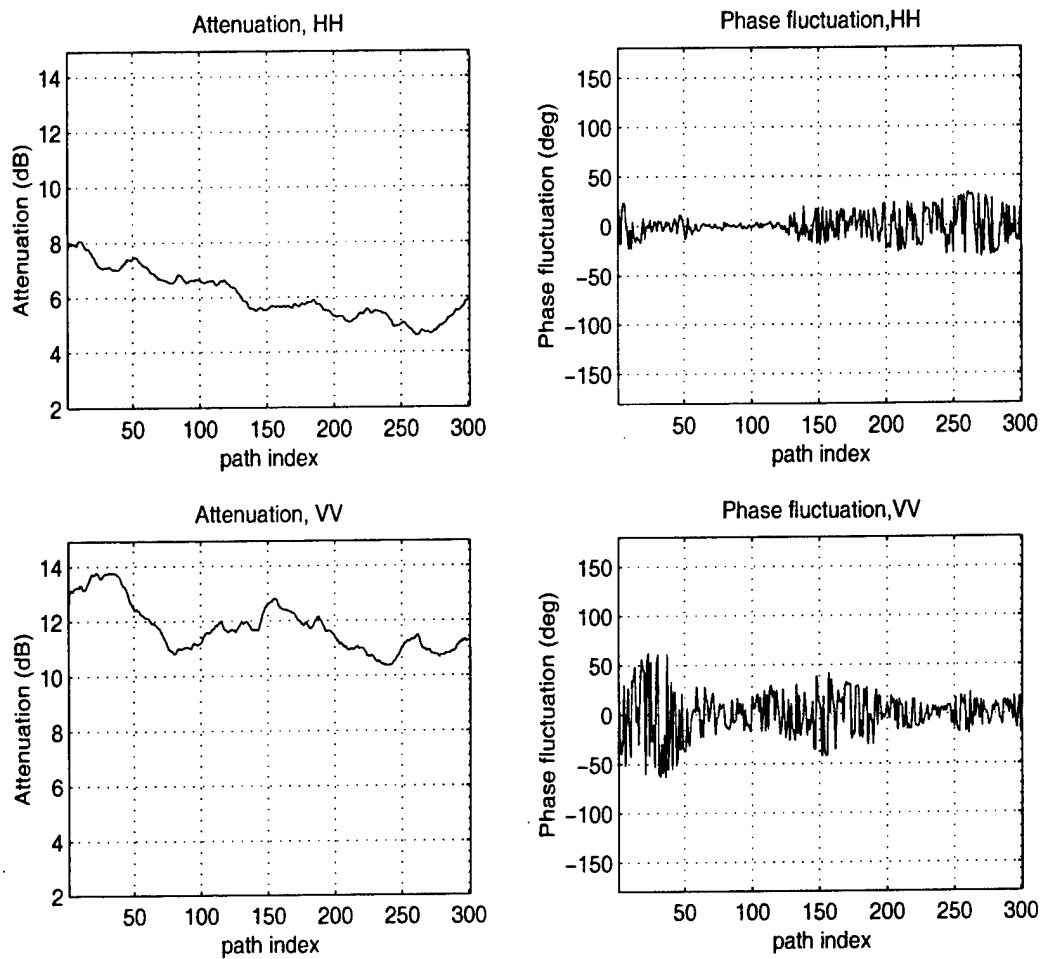 Attenuation, HH
14
12
10
8
6
4
2
Attenuation (dB)
50 100 150 200 250 300
path index
Phase fluctuation,HH
150
100
50
0
−50
−100
−150
Phase fluctuation (deg)
50 100 150 200 250 300
path index
Attenuation, VV
14
12
10
8
6
4
2
Attenuation (dB)
50 100 150 200 250 300
path index
Phase fluctuation,VV
150
100
50
0
−50
−100
−150
Phase fluctuation (deg)
50 100 150 200 250 300
path index